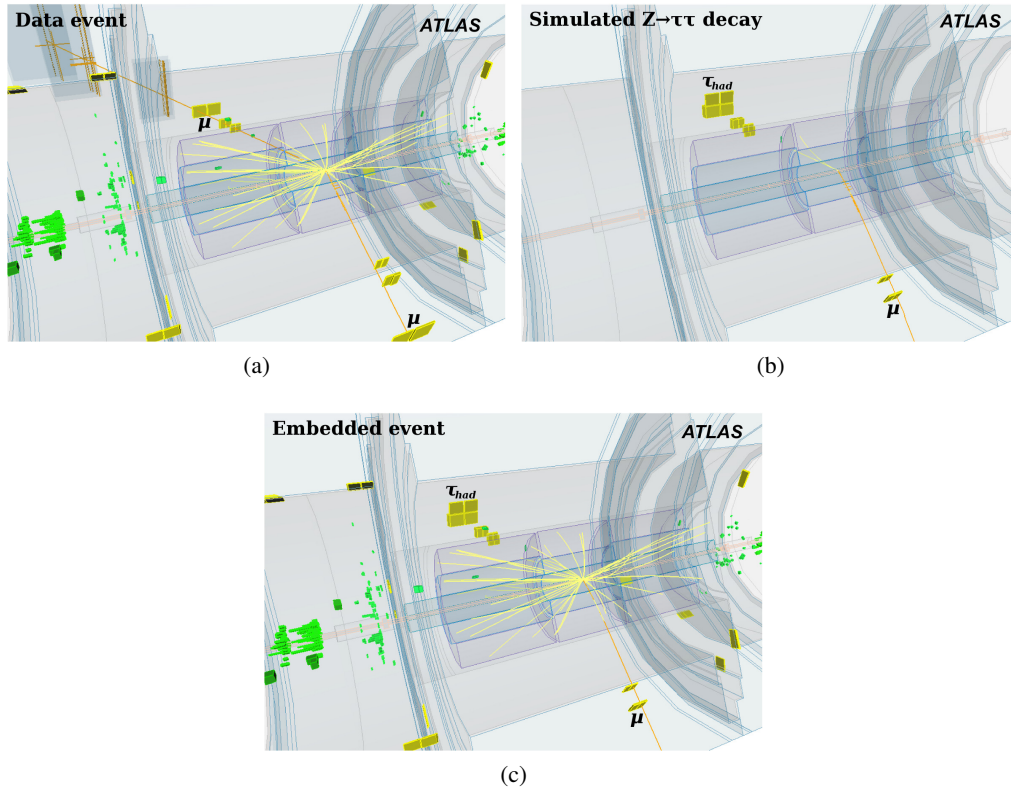 Data event
ATLAS
μ
μ
(a)
Simulated Z→ττ decay
ATLAS
τhad
μ
(b)
Embedded event
ATLAS
τhad
μ
(c)